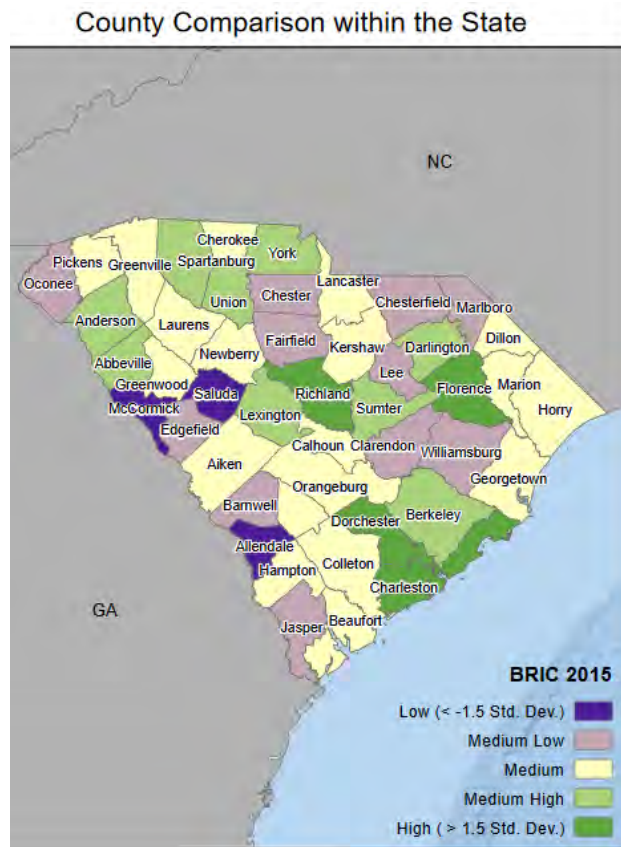 County Comparison within the State
NC
Cherokee
York
Pickens
Greenville
Spartanburg
Oconee
Lancaster
Union
Chester
Chesterfield
Marlboro
Anderson
Laurens
Fairfield
Dillon
Newberry
Kershaw
Darlington
Abbeville
Lee
Greenwood
Saluda
Richland
Florence
Marion
McCormick
Lexington
Sumter
Horry
Edgefield
Calhoun
Clarendon
Williamsburg
Aiken
Georgetown
Orangeburg
Barnwell
Dorchester
Berkeley
Allendale
Hampton
Colleton
Charleston
GA
Jasper
Beaufort
BRIC 2015
Low (< -1.5 Std. Dev.)
Medium Low
Medium
Medium High
High ( > 1.5 Std. Dev.)